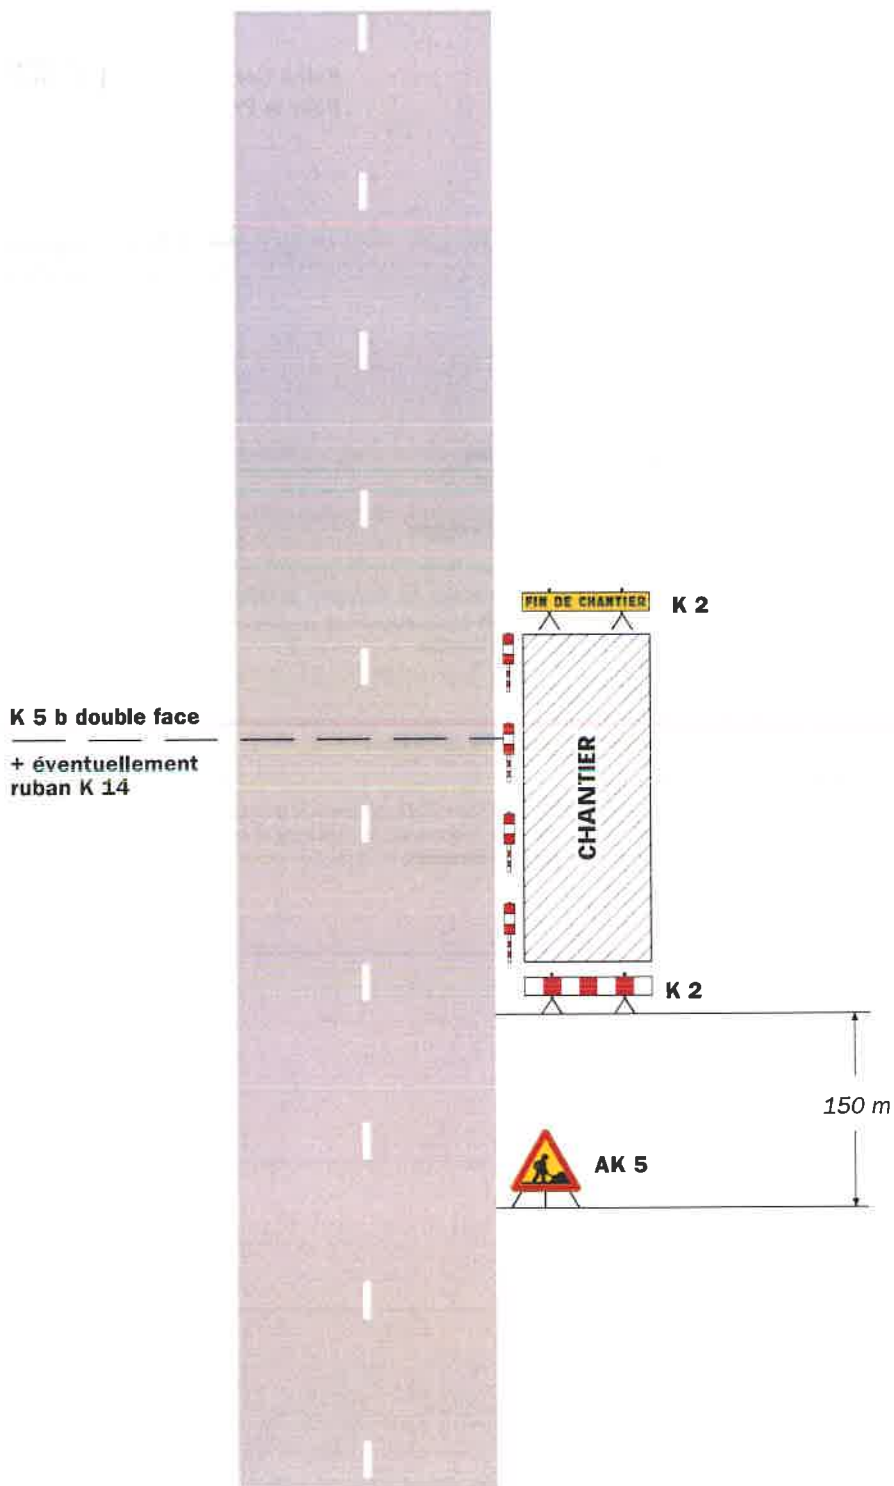 FIN DE CHANTIER
K 2
K 5 b double face
+ éventuellement
ruban K 14
CHANTIER
K 2
150 m
AK 5